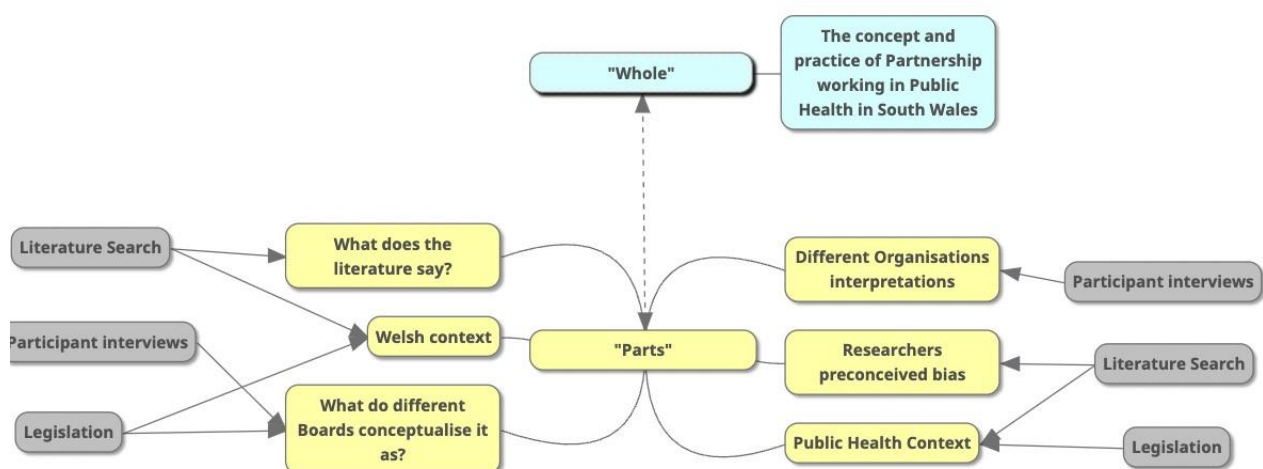 The concept and
practice of Partnership
working in Public
Health in South Wales
"Whole"
Literature Search
What does the
literature say?
Different Organisations
interpretations
Participant interviews
Participant interviews
Welsh context
"Parts"
Researchers
preconceived bias
Literature Search
Legislation
What do different
Boards conceptualise it
as?
Public Health Context
Legislation